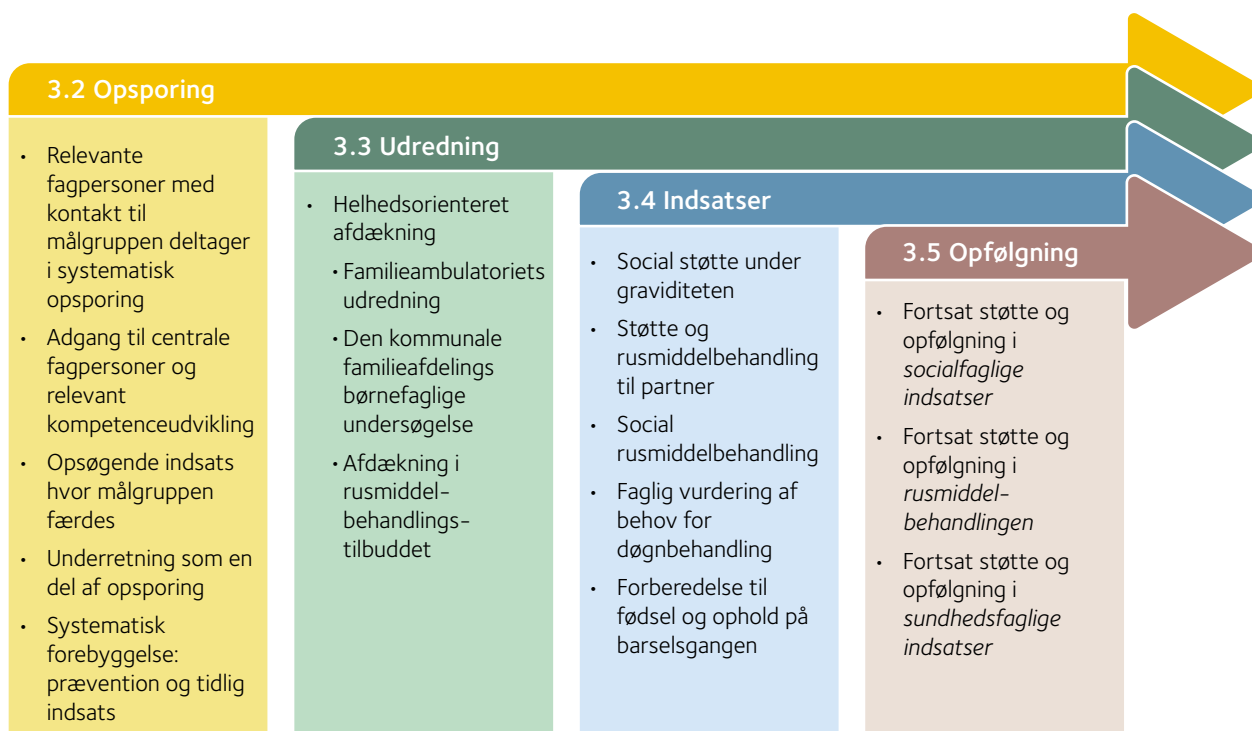 3.2 Opsporing
• Relevante
fagpersoner med
kontakt til
målgruppen deltager
i systematisk
opsporing
• Adgang til centrale
fagpersoner og
relevant
kompetenceudvikling
• Opsøgende indsats
hvor målgruppen
færdes
• Underretning som en
del af opsporing
• Systematisk
forebyggelse:
prævention og tidlig
indsats
3.3 Udredning
• Helhedsorienteret
afdækning
• Familieambulatoriets
udredning
• Den kommunale
familieafdelings
børnefaglige
undersøgelse
• Afdækning i
rusmiddel-
behandlings-
tilbuddet
3.4 Indsatser
• Social støtte under
graviditeten
• Støtte og
rusmiddelbehandling
til partner
• Social
rusmiddelbehandling
• Faglig vurdering af
behov for
døgnbehandling
• Forberedelse til
fødsel og ophold på
barselsgangen
3.5 Opfølgning
• Fortsat støtte og
opfølgning i
socialfaglige
indsatser
• Fortsat støtte og
opfølgning i
rusmiddel-
behandlingen
• Fortsat støtte og
opfølgning i
sundhedsfaglige
indsatser